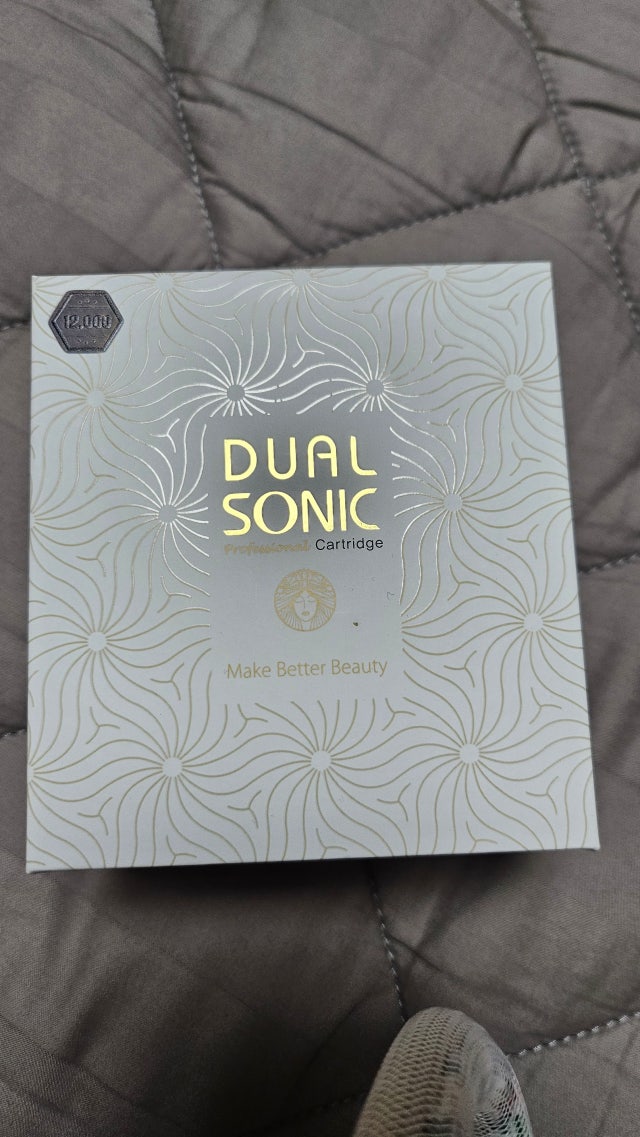 12,000
DUAL
SONIC
Professional Cartridge
Make Better Beauty